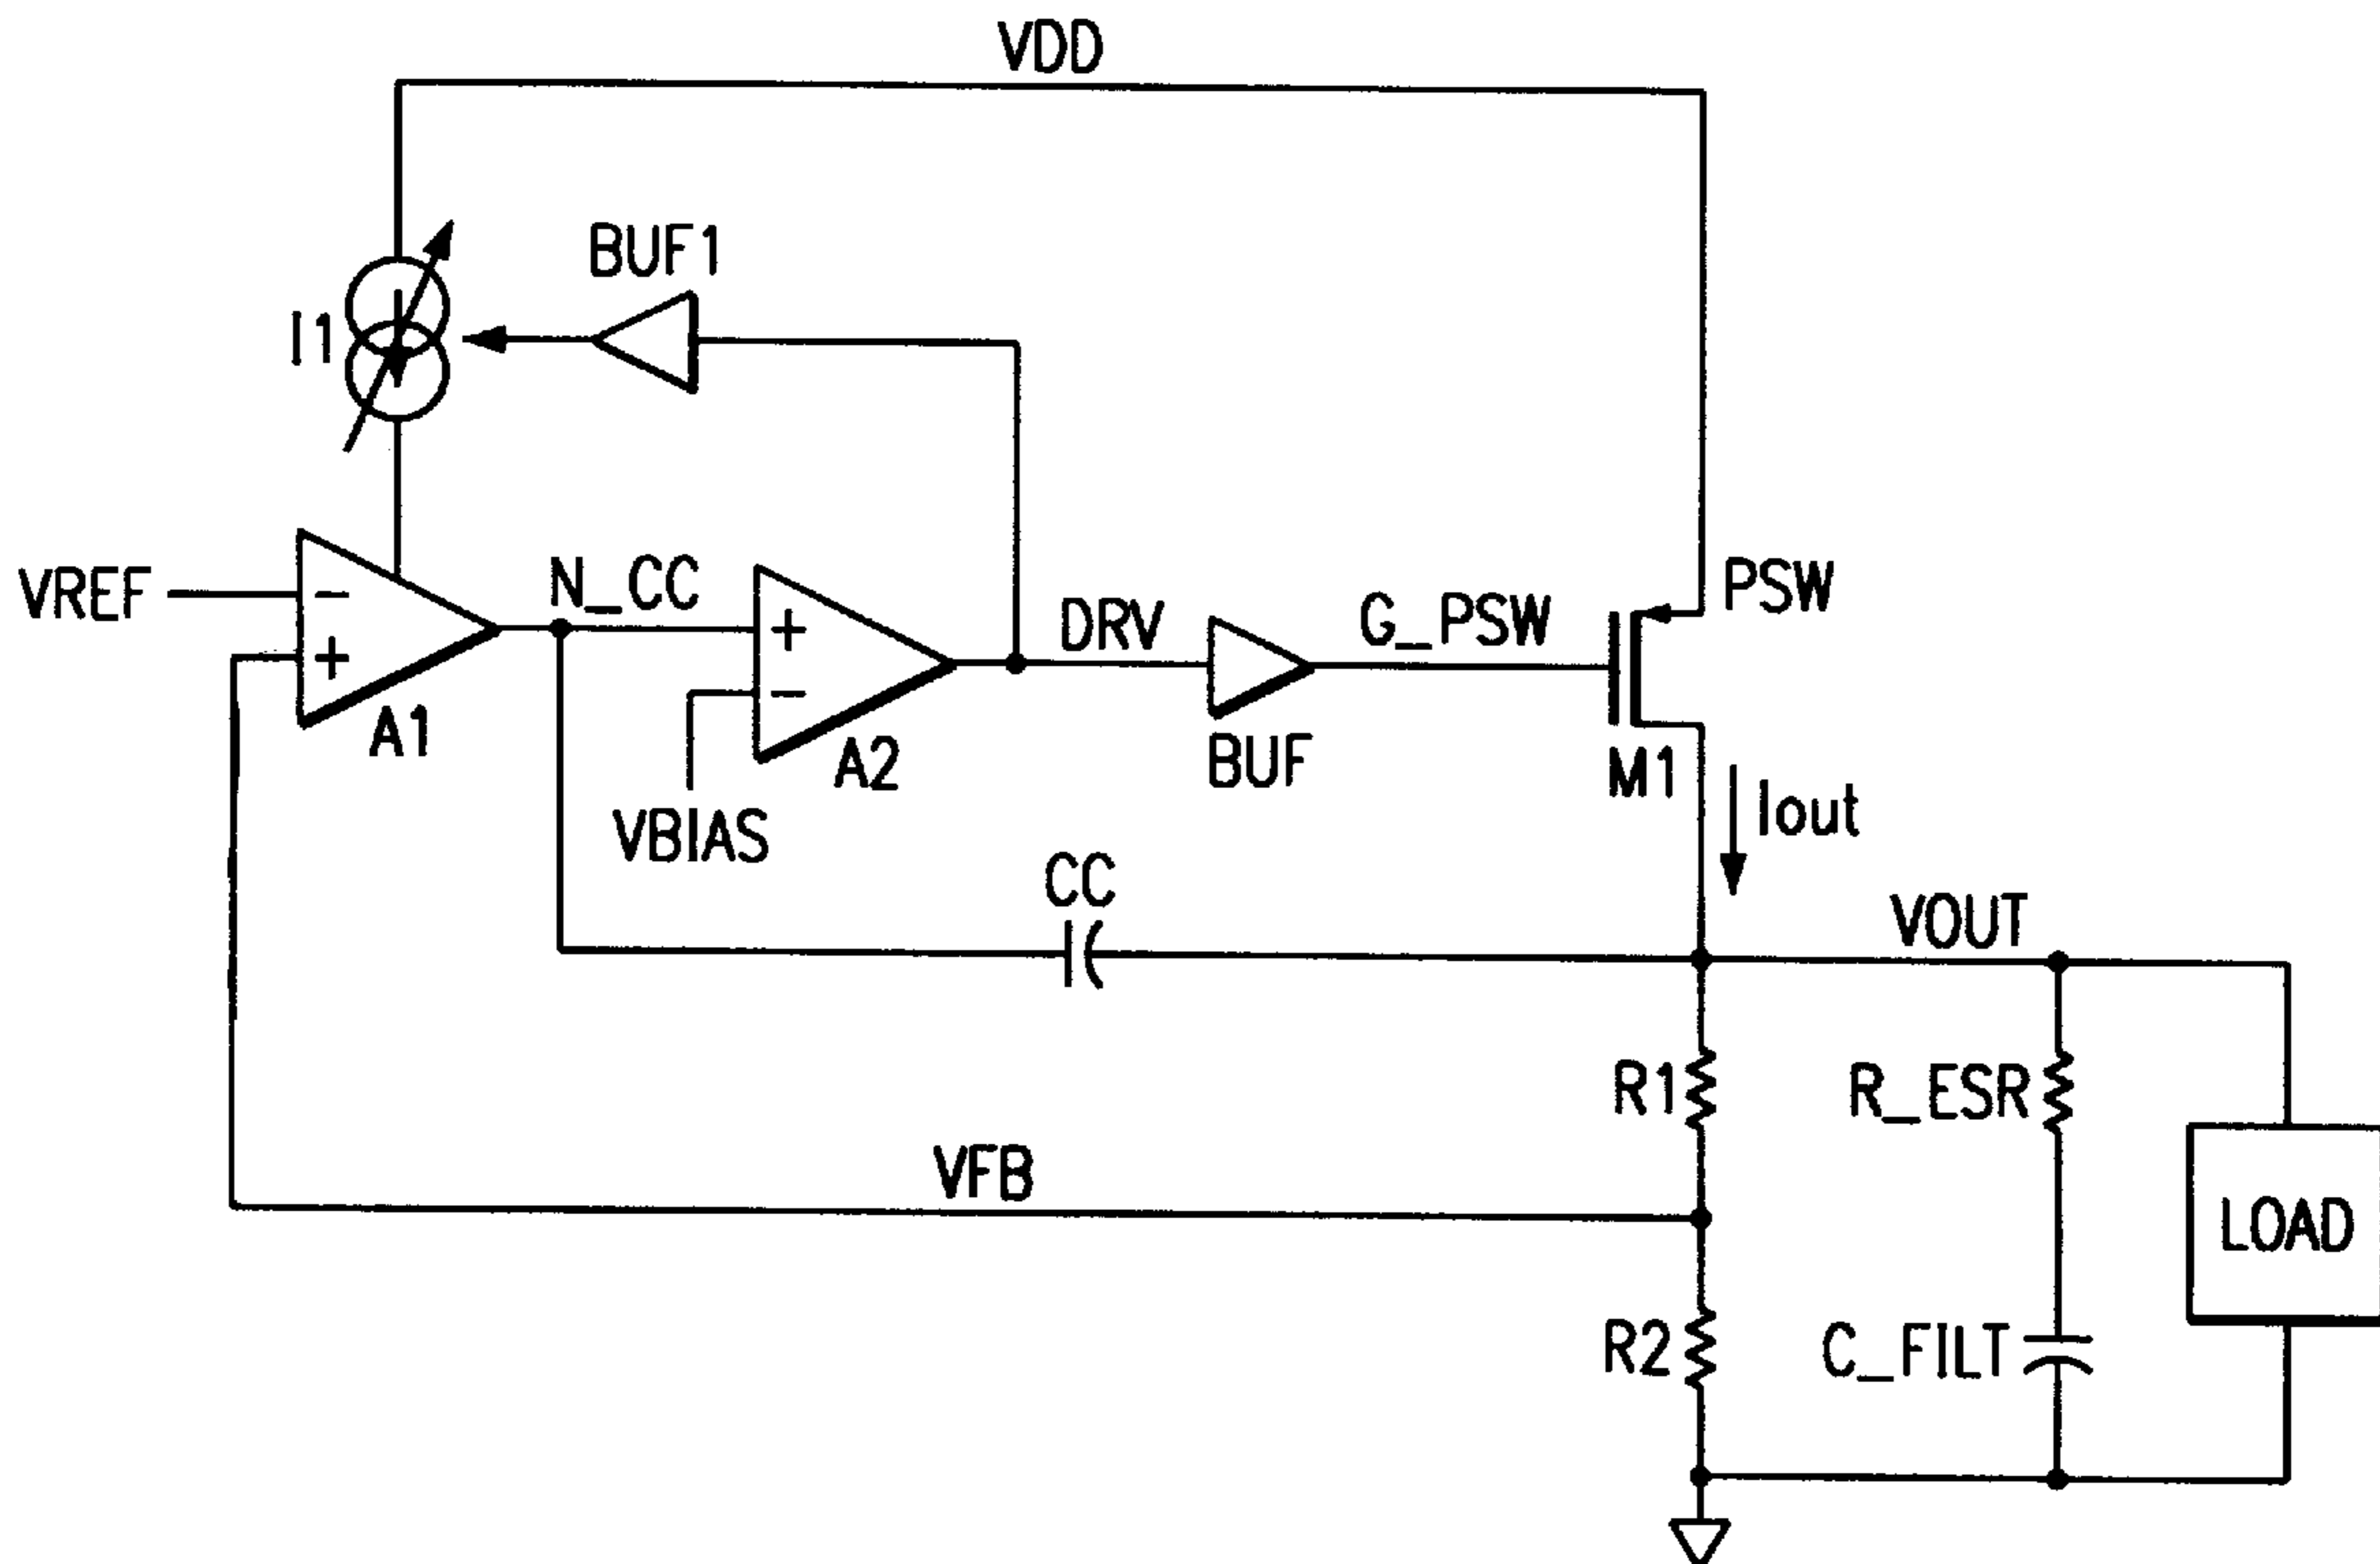 VDD
BUF1
I1
VREF
-
+
A1
N_CC
+
-
A2
VBIAS
DRV
BUF
G_PSW
PSW
M1
Iout
CC
VOUT
R1
R_ESR
VFB
LOAD
R2
C_FILT